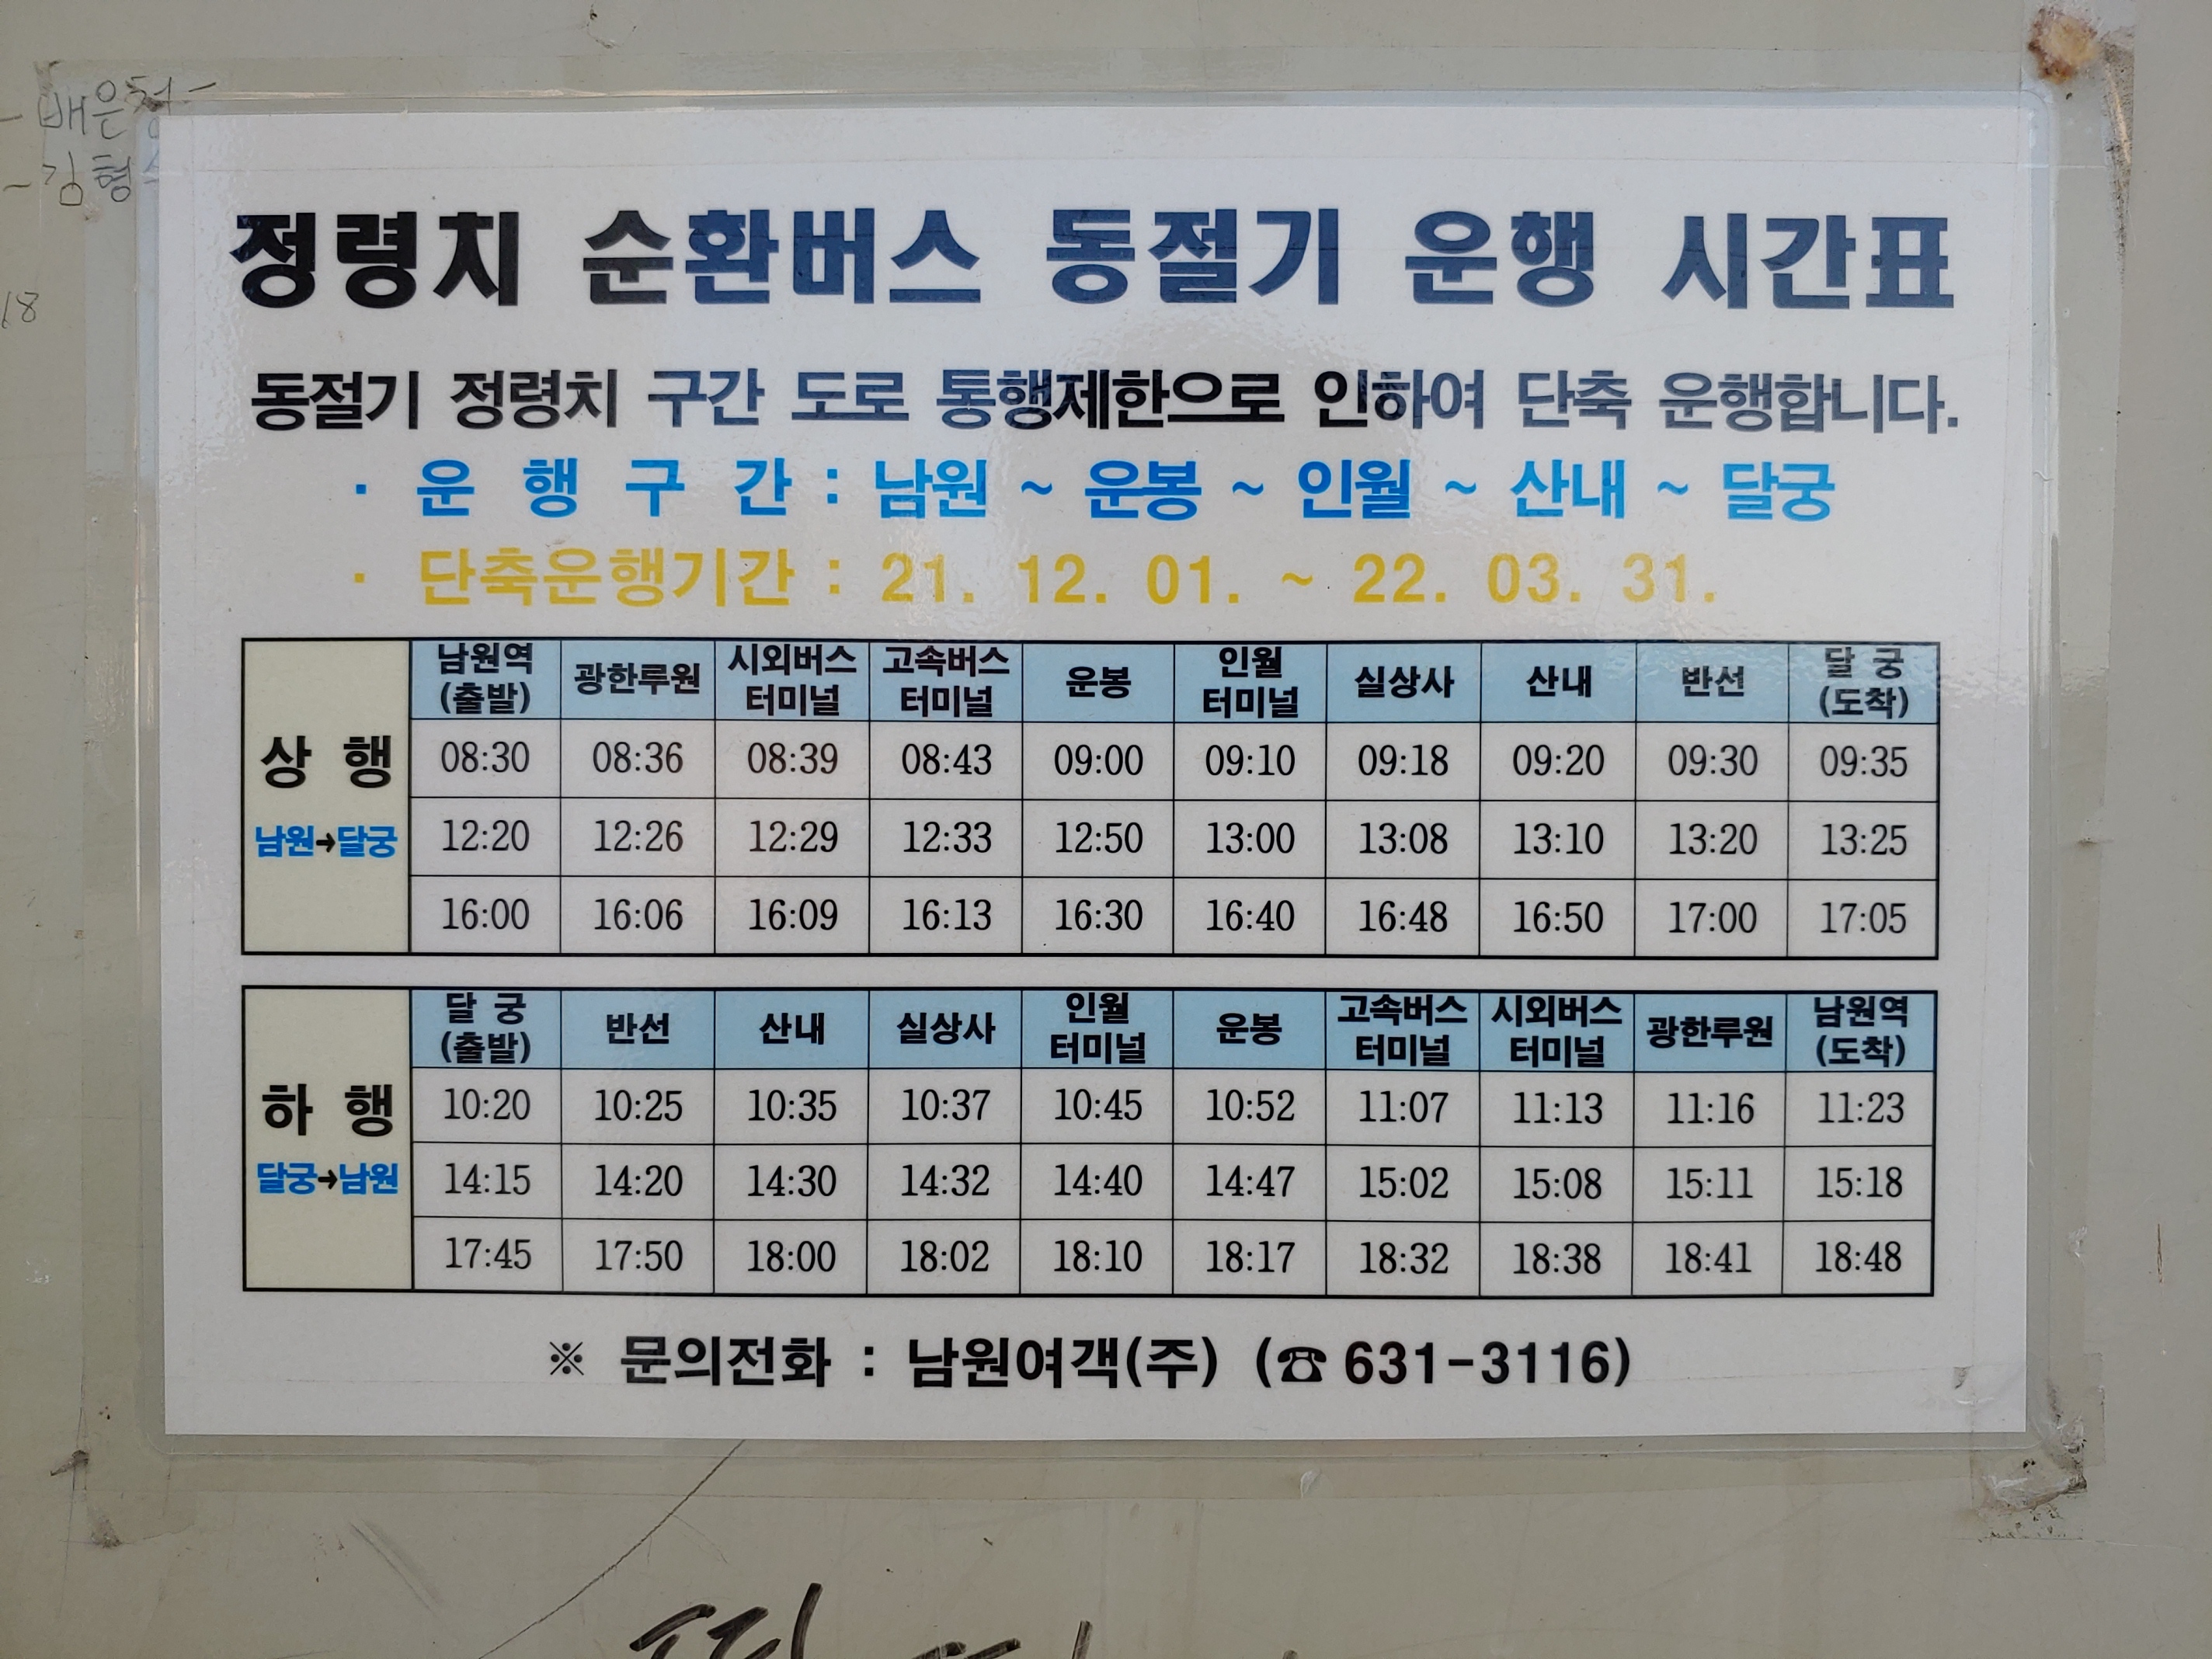 정령치 순환버스 동절기 운행 시간표
동절기 정령치 구간 도로 통행제한으로 인하여 단축 운행합니다.
· 운 행 구 간 : 남원 ~ 운봉 ~ 인월 ~ 산내 ~ 달궁
· 단축운행기간 : 21. 12. 01. ~ 22. 03. 31.
상 행
남원→달궁
남원역(출발) 광한루원 시외버스터미널 고속버스터미널 운봉 인월터미널 실상사 산내 반선 달 궁(도착)
08:30 08:36 08:39 08:43 09:00 09:10 09:18 09:20 09:30 09:35
12:20 12:26 12:29 12:33 12:50 13:00 13:08 13:10 13:20 13:25
16:00 16:06 16:09 16:13 16:30 16:40 16:48 16:50 17:00 17:05
하 행
달궁→남원
달 궁(출발) 반선 산내 실상사 인월터미널 운봉 고속버스터미널 시외버스터미널 광한루원 남원역(도착)
10:20 10:25 10:35 10:37 10:45 10:52 11:07 11:13 11:16 11:23
14:15 14:20 14:30 14:32 14:40 14:47 15:02 15:08 15:11 15:18
17:45 17:50 18:00 18:02 18:10 18:17 18:32 18:38 18:41 18:48
※ 문의전화 : 남원여객(주) (☎631-3116)
18